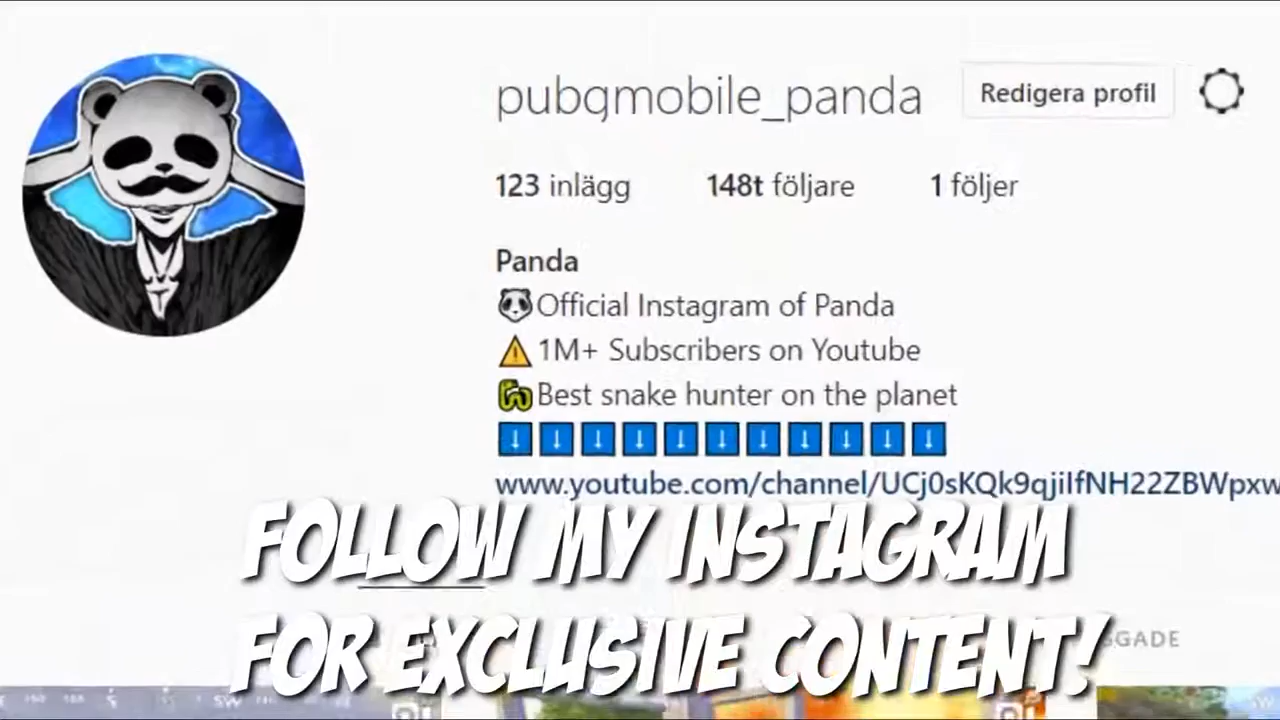 pubgmobile_panda Redigera profil
123 inlägg 148t följare 1 följer
Panda
Official Instagram of Panda
1M+ Subscribers on Youtube
Best snake hunter on the planet
www.youtube.com/channel/UCj0sKQk9qjiIfNH22ZBWpxw
FOLLOW MY INSTAGRAM
FOR EXCLUSIVE CONTENT!
SW